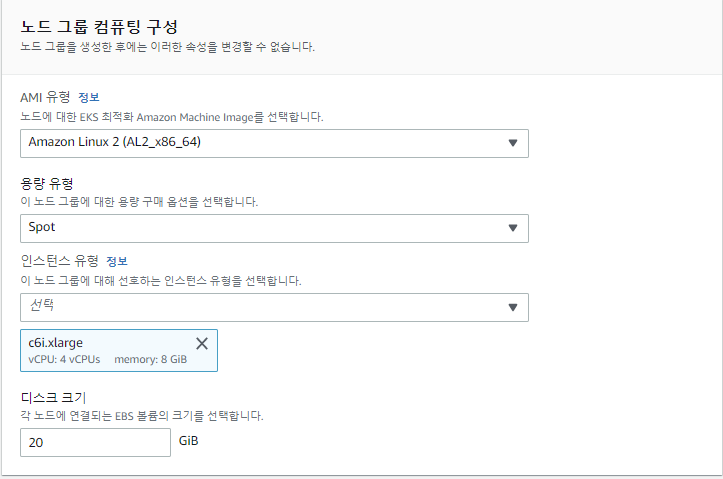 노드 그룹 컴퓨팅 구성
노드 그룹을 생성한 후에는 이러한 속성을 변경할 수 없습니다.
AMI 유형 정보
노드에 대한 EKS 최적화 Amazon Machine Image를 선택합니다.
Amazon Linux 2 (AL2_x86_64)
용량 유형
이 노드 그룹에 대한 용량 구매 옵션을 선택합니다.
Spot
인스턴스 유형 정보
이 노드 그룹에 대해 선호하는 인스턴스 유형을 선택합니다.
선택
c6i.xlarge
vCPU: 4 vCPUs memory: 8 GiB
디스크 크기
각 노드에 연결되는 EBS 볼륨의 크기를 선택합니다.
20 GiB